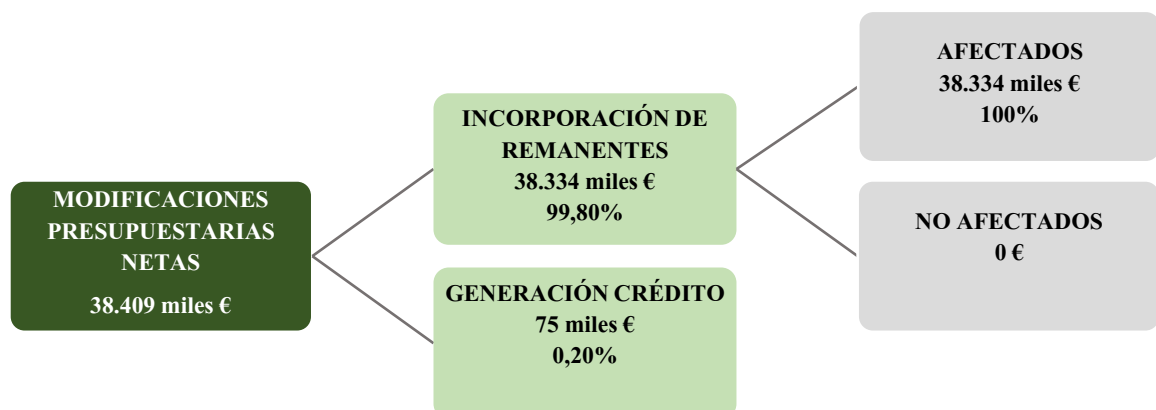 MODIFICACIONES
PRESUPUESTARIAS
NETAS
38.409 miles €
INCORPORACIÓN DE
REMANENTES
38.334 miles €
99,80%
GENERACIÓN CRÉDITO
75 miles €
0,20%
AFECTADOS
38.334 miles €
100%
NO AFECTADOS
0 €